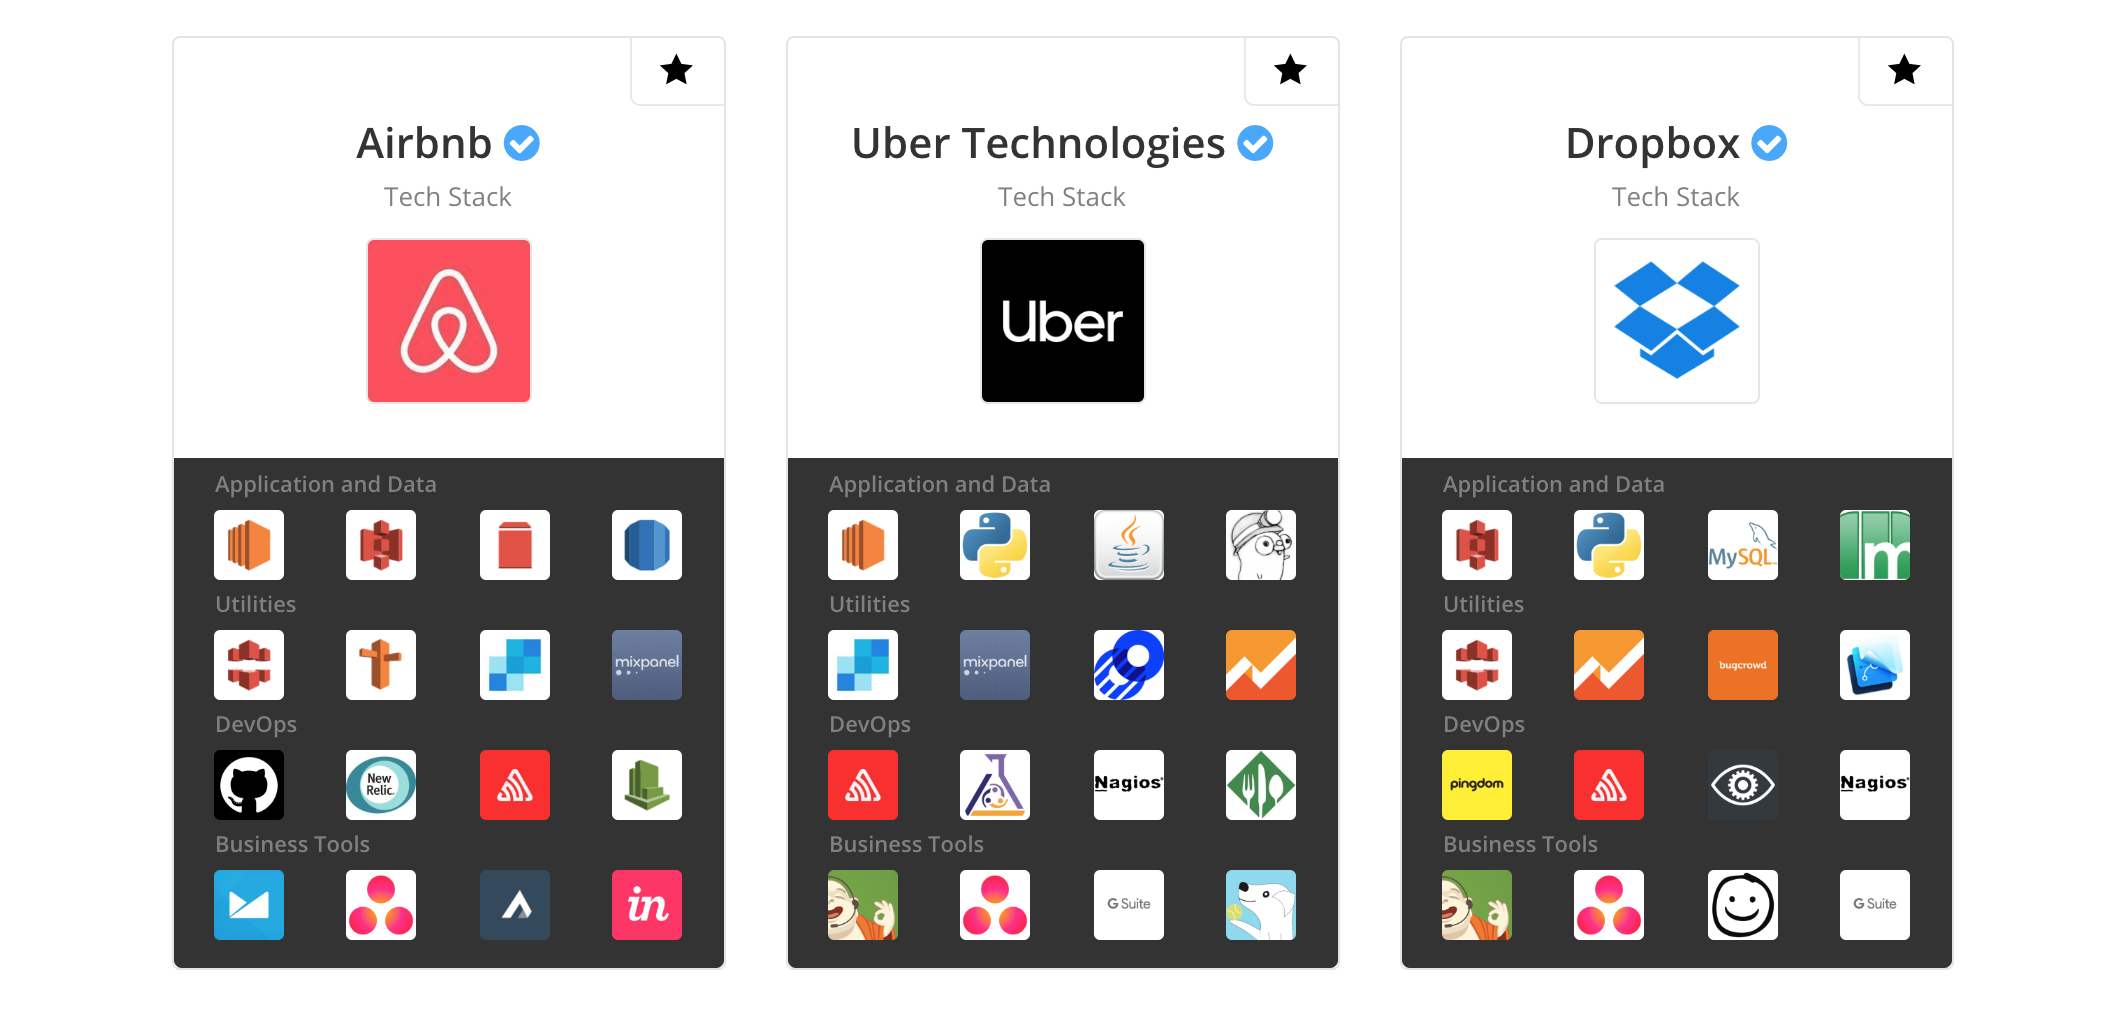 Airbnb
Tech Stack
Application and Data
Utilities
mixpanel
DevOps
New
Relic.
Business Tools
in
Uber Technologies
Tech Stack
Uber
Application and Data
Utilities
mixpanel
DevOps
Nagios®
Business Tools
G Suite
Dropbox
Tech Stack
Application and Data
MySQL™
m
Utilities
bugcrowd
DevOps
pingdom
Nagios®
Business Tools
G Suite